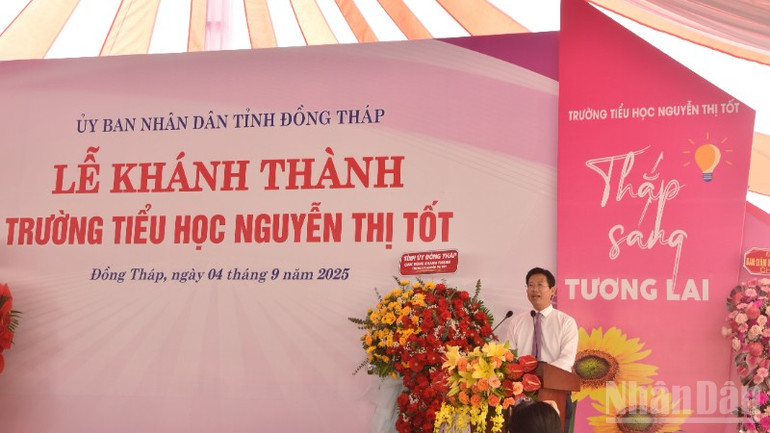 ỦY BAN NHÂN DÂN TỈNH ĐỒNG THÁP
LỄ KHÁNH THÀNH
TRƯỜNG TIỂU HỌC NGUYỄN THỊ TỐT
Đồng Tháp, ngày 04 tháng 9 năm 2025
TRƯỜNG TIỂU HỌC NGUYỄN THỊ TỐT
Thắp
sang
TƯƠNG LAI
TỈNH ỦY ĐỒNG THÁP
NhânDân